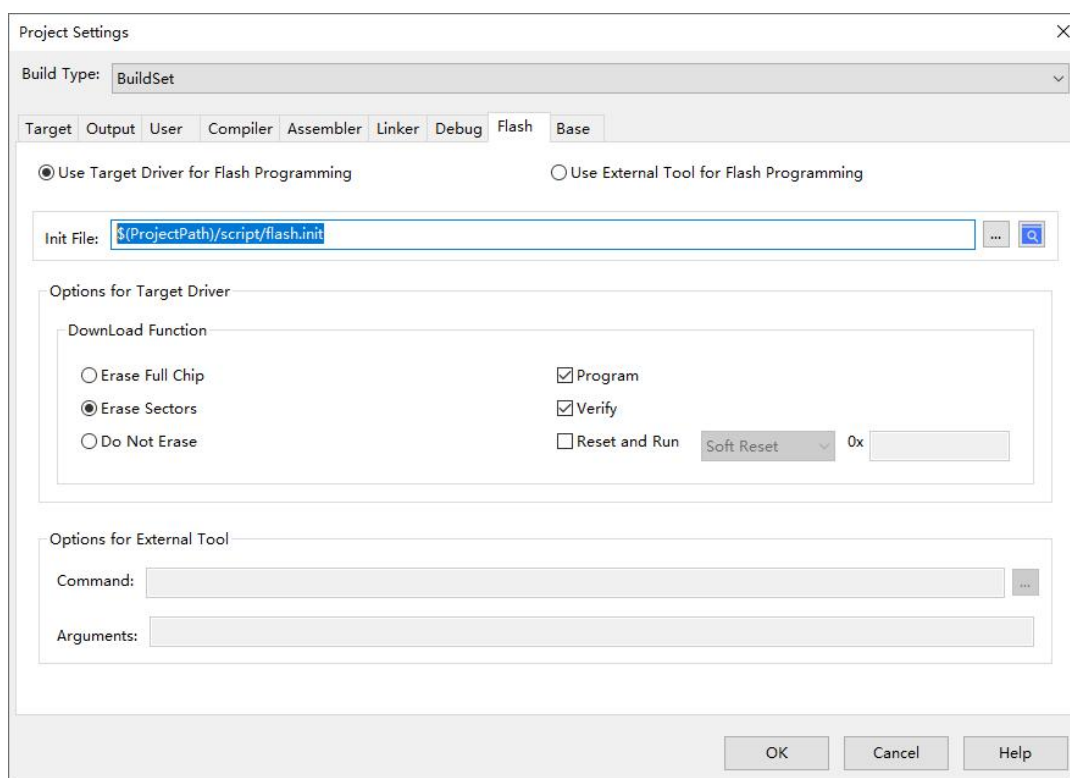 Project Settings
Build Type: BuildSet
Target Output User Compiler Assembler Linker Debug Flash Base
Use Target Driver for Flash Programming Use External Tool for Flash Programming
Init File: $(ProjectPath)/script/flash.init ...
Options for Target Driver
DownLoad Function
Erase Full Chip Program
Erase Sectors Verify
Do Not Erase Reset and Run Soft Reset 0x
Options for External Tool
Command: ...
Arguments:
OK Cancel Help